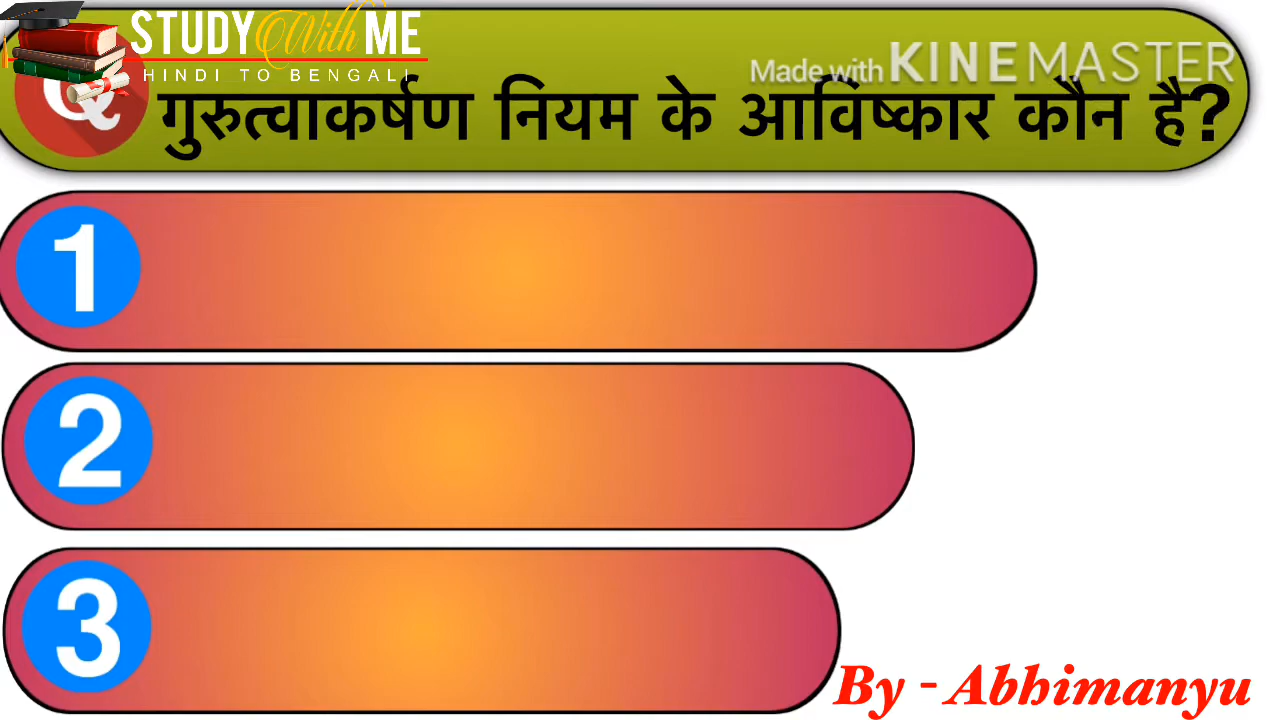 STUDY With ME
HINDI TO BENGALI
Made with KINEMASTER
Q
गुरुत्वाकर्षण नियम के आविष्कार कौन है?
1
2
3
By - Abhimanyu